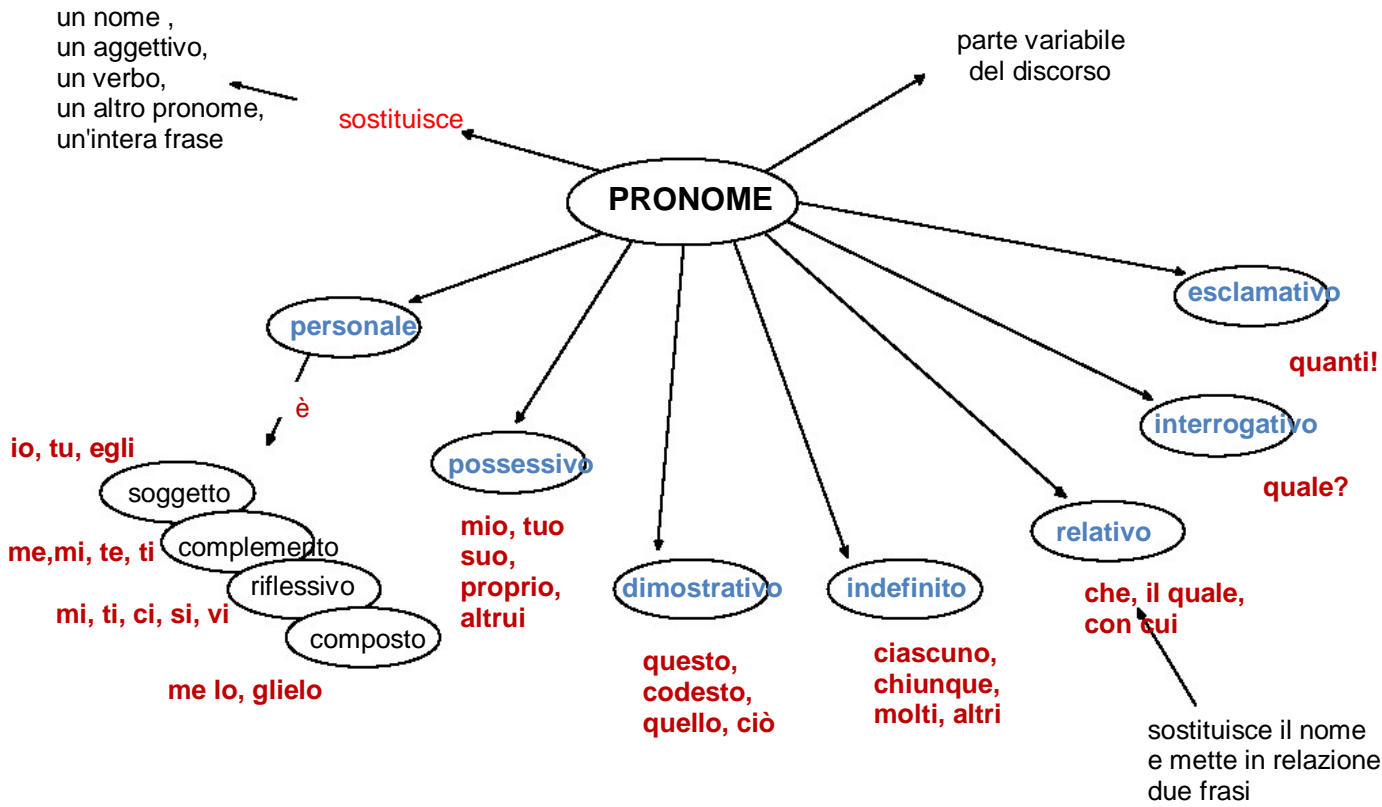 un nome ,
un aggettivo,
un verbo,
un altro pronome,
un'intera frase
sostituisce
parte variabile
del discorso
PRONOME
personale
è
io, tu, egli
soggetto
me,mi, te, ti
complemento
riflessivo
mi, ti, ci, si, vi
composto
me lo, glielo
possessivo
mio, tuo
suo,
proprio,
altrui
dimostrativo
questo,
codesto,
quello, ciò
indefinito
ciascuno,
chiunque,
molti, altri
relativo
che, il quale,
con cui
sostituisce il nome
e mette in relazione
due frasi
interrogativo
quale?
esclamativo
quanti!